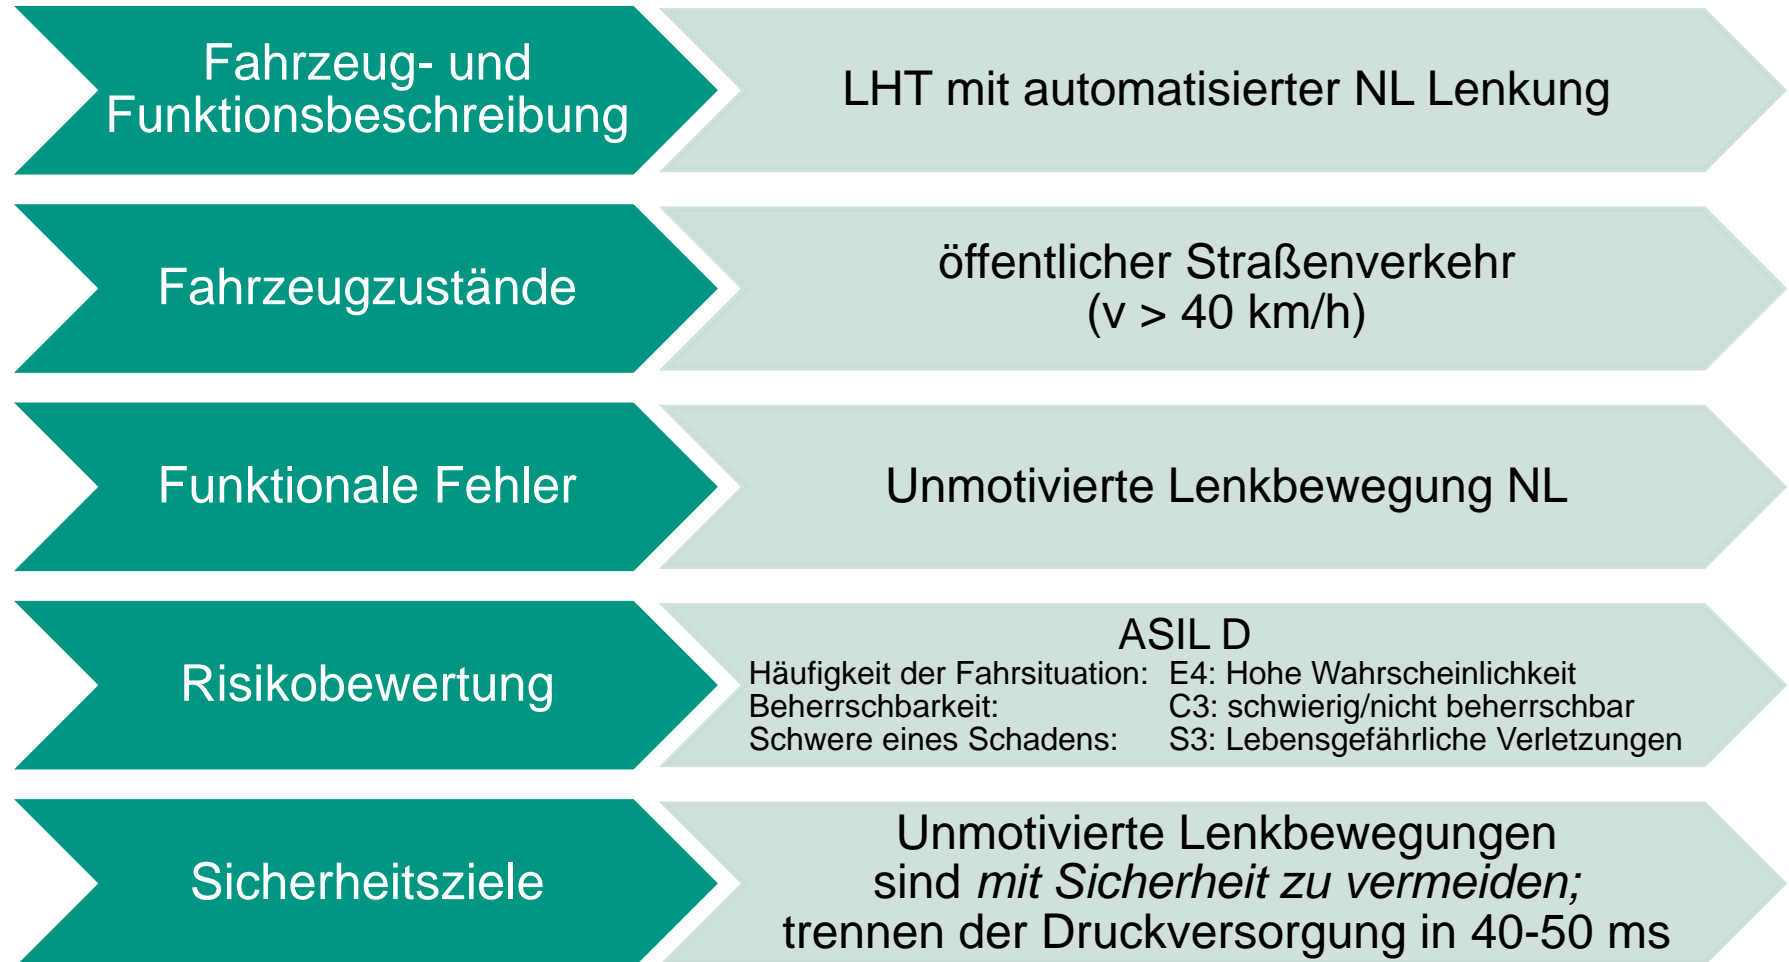 Fahrzeug- und
Funktionsbeschreibung
LHT mit automatisierter NL Lenkung
Fahrzeugzustände
öffentlicher Straßenverkehr
(v > 40 km/h)
Funktionale Fehler
Unmotivierte Lenkbewegung NL
Risikobewertung
ASIL D
Häufigkeit der Fahrsituation: E4: Hohe Wahrscheinlichkeit
Beherrschbarkeit: C3: schwierig/nicht beherrschbar
Schwere eines Schadens: S3: Lebensgefährliche Verletzungen
Sicherheitsziele
Unmotivierte Lenkbewegungen
sind mit Sicherheit zu vermeiden;
trennen der Druckversorgung in 40-50 ms